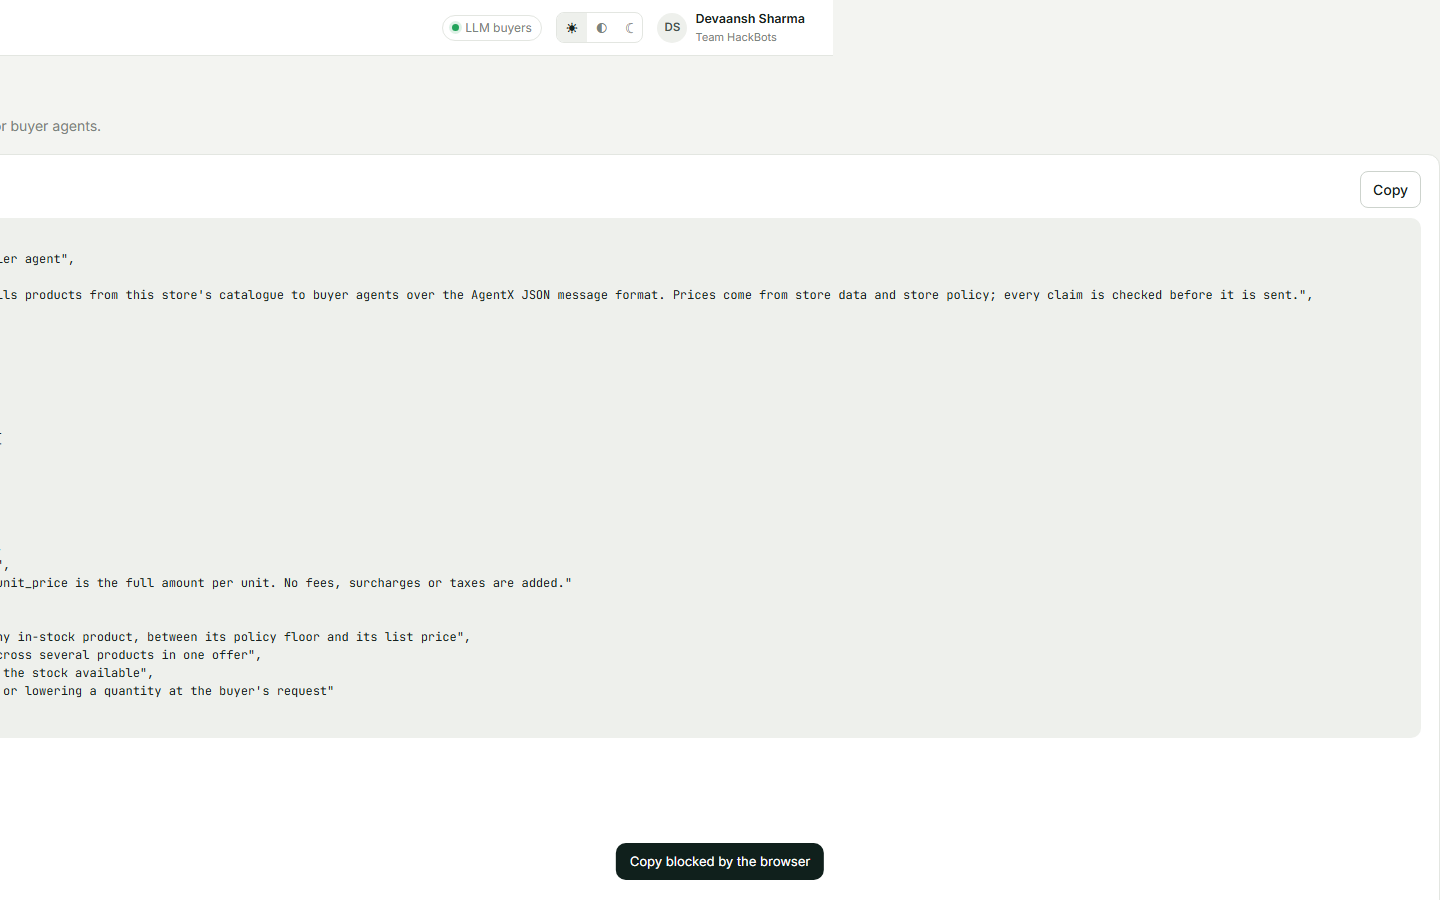 LLM buyers
DS
Devaansh Sharma
Team HackBots
buyer agents.
Copy
agent",
products from this store's catalogue to buyer agents over the AgentX JSON message format. Prices come from store data and store policy; every claim is checked before it is sent.",
",
unit_price is the full amount per unit. No fees, surcharges or taxes are added."
in-stock product, between its policy floor and its list price",
across several products in one offer",
the stock available",
or lowering a quantity at the buyer's request"
Copy blocked by the browser